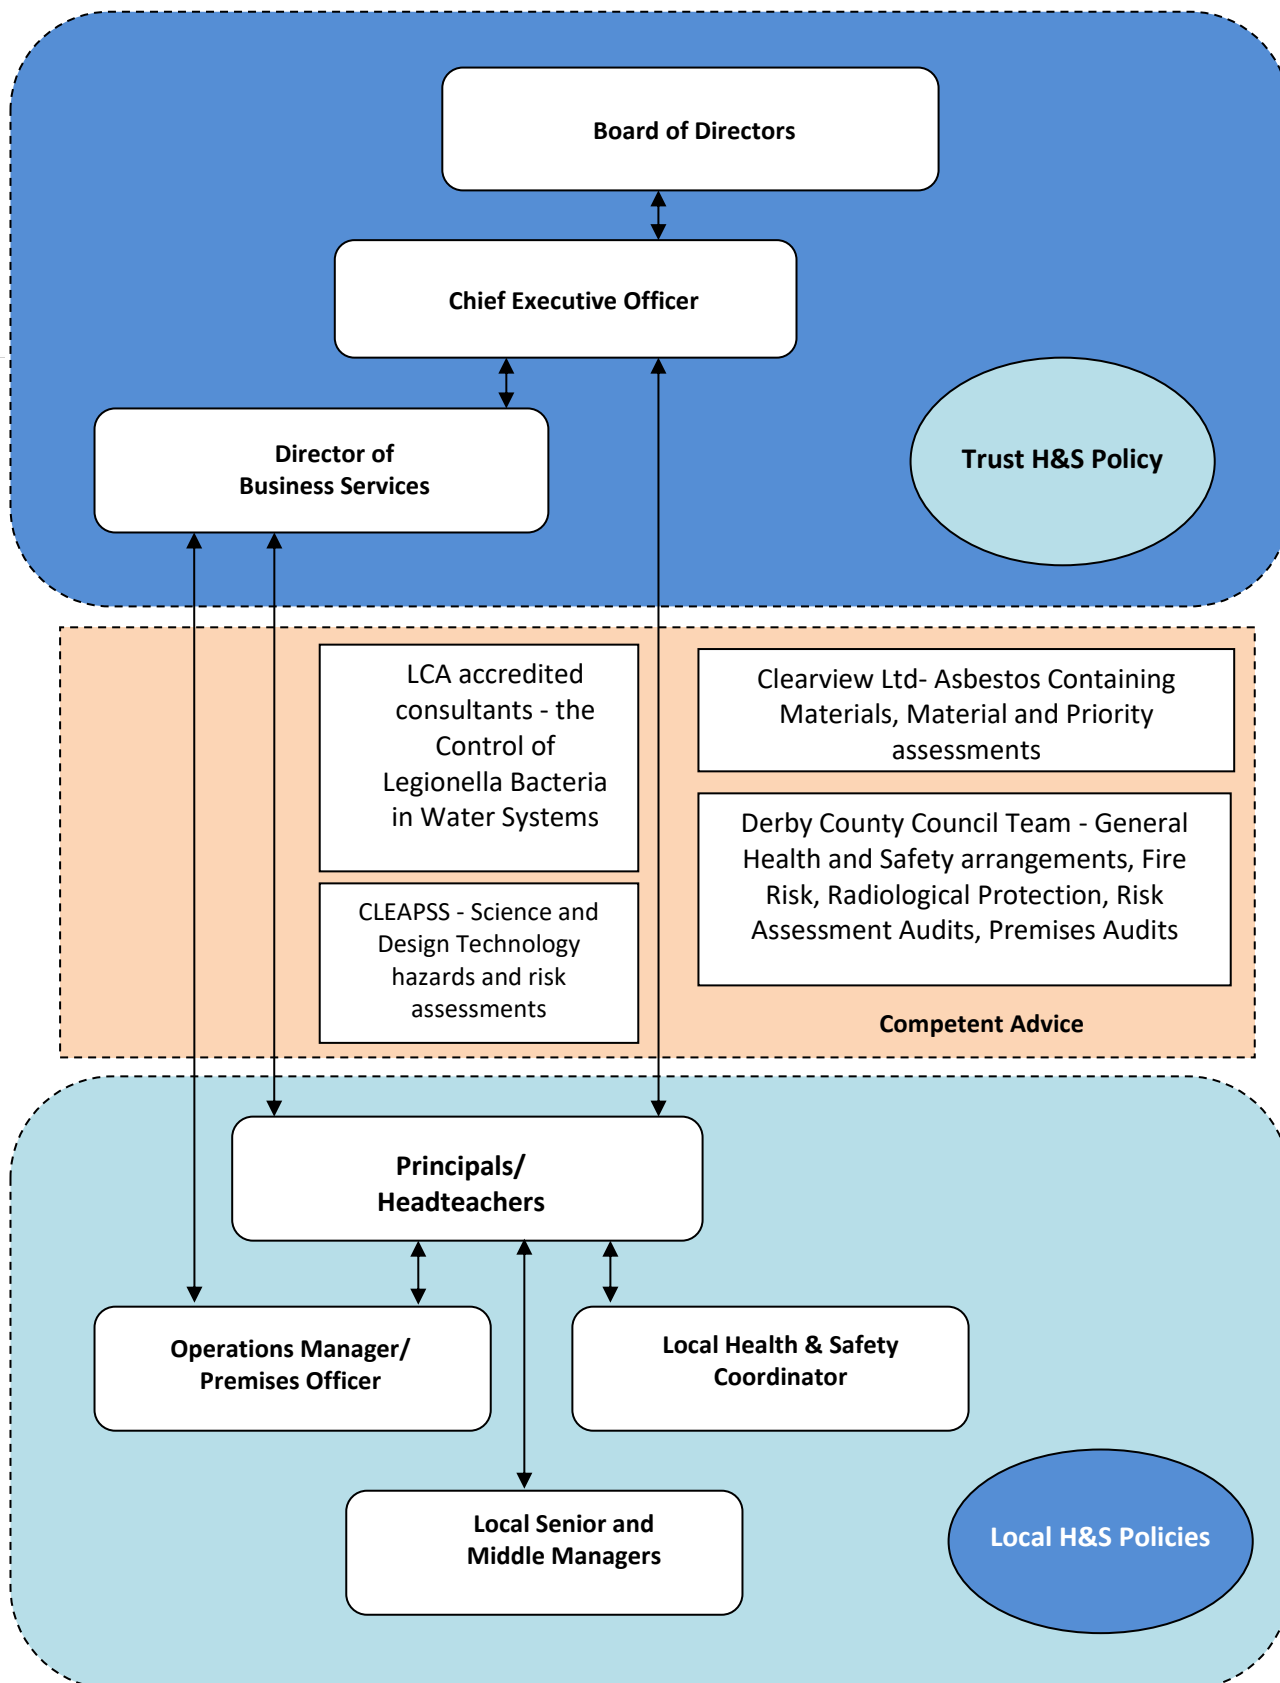 Board of Directors
Chief Executive Officer
Director of
Business Services
Trust H&S Policy
LCA accredited
consultants - the
Control of
Legionella Bacteria
in Water Systems
Clearview Ltd- Asbestos Containing
Materials, Material and Priority
assessments
CLEAPSS - Science and
Design Technology
hazards and risk
assessments
Derby County Council Team - General
Health and Safety arrangements, Fire
Risk, Radiological Protection, Risk
Assessment Audits, Premises Audits
Competent Advice
Principals/
Headteachers
Operations Manager/
Premises Officer
Local Health & Safety
Coordinator
Local Senior and
Middle Managers
Local H&S Policies